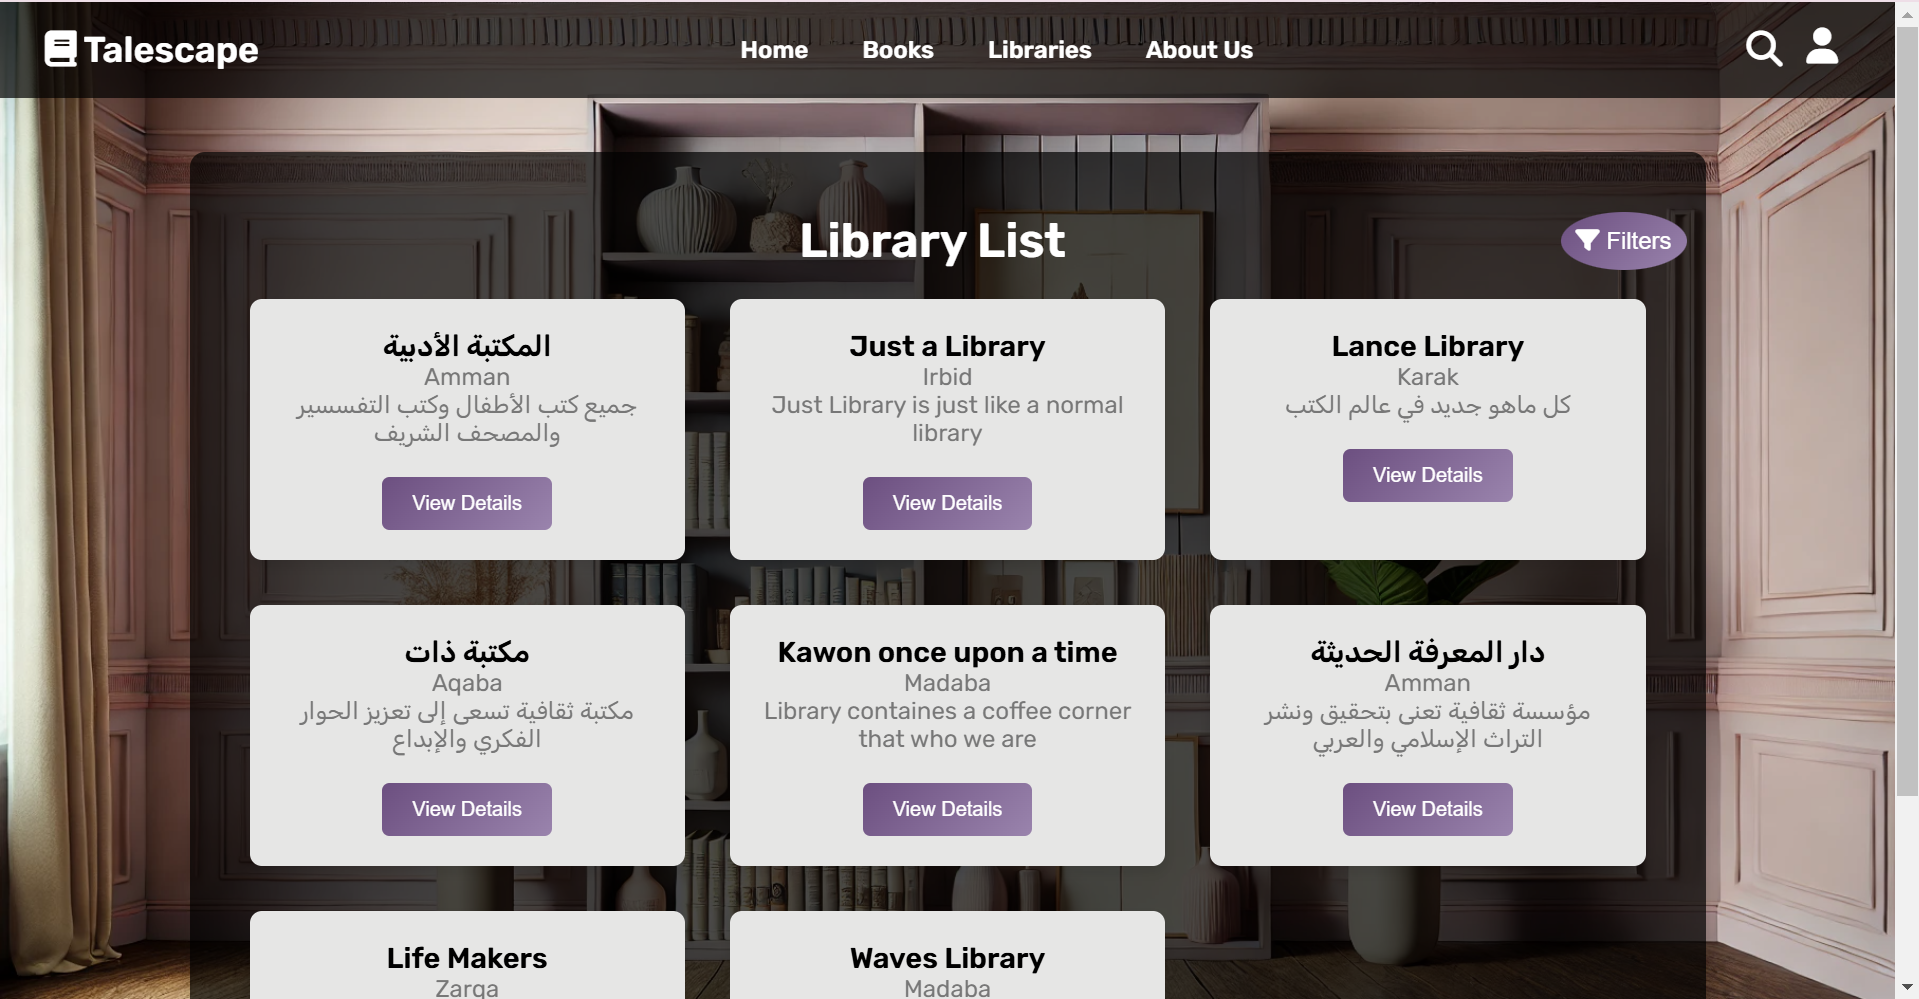 Talescape
Home
Books
Libraries
About Us
Library List
Filters
المكتبة الأدبية
Amman
جميع كتب الأطفال وكتب التفسسير
والمصحف الشريف
View Details
Just a Library
Irbid
Just Library is just like a normal
library
View Details
Lance Library
Karak
كل ماهو جديد في عالم الكتب
View Details
مكتبة ذات
Aqaba
مكتبة ثقافية تسعى إلى تعزيز الحوار
الفكري والإبداع
View Details
Kawon once upon a time
Madaba
Library containes a coffee corner
that who we are
View Details
دار المعرفة الحديثة
Amman
مؤسسة ثقافية تعنى بتحقيق ونشر
التراث الإسلامي والعربي
View Details
Life Makers
Zarqa
Waves Library
Madaba